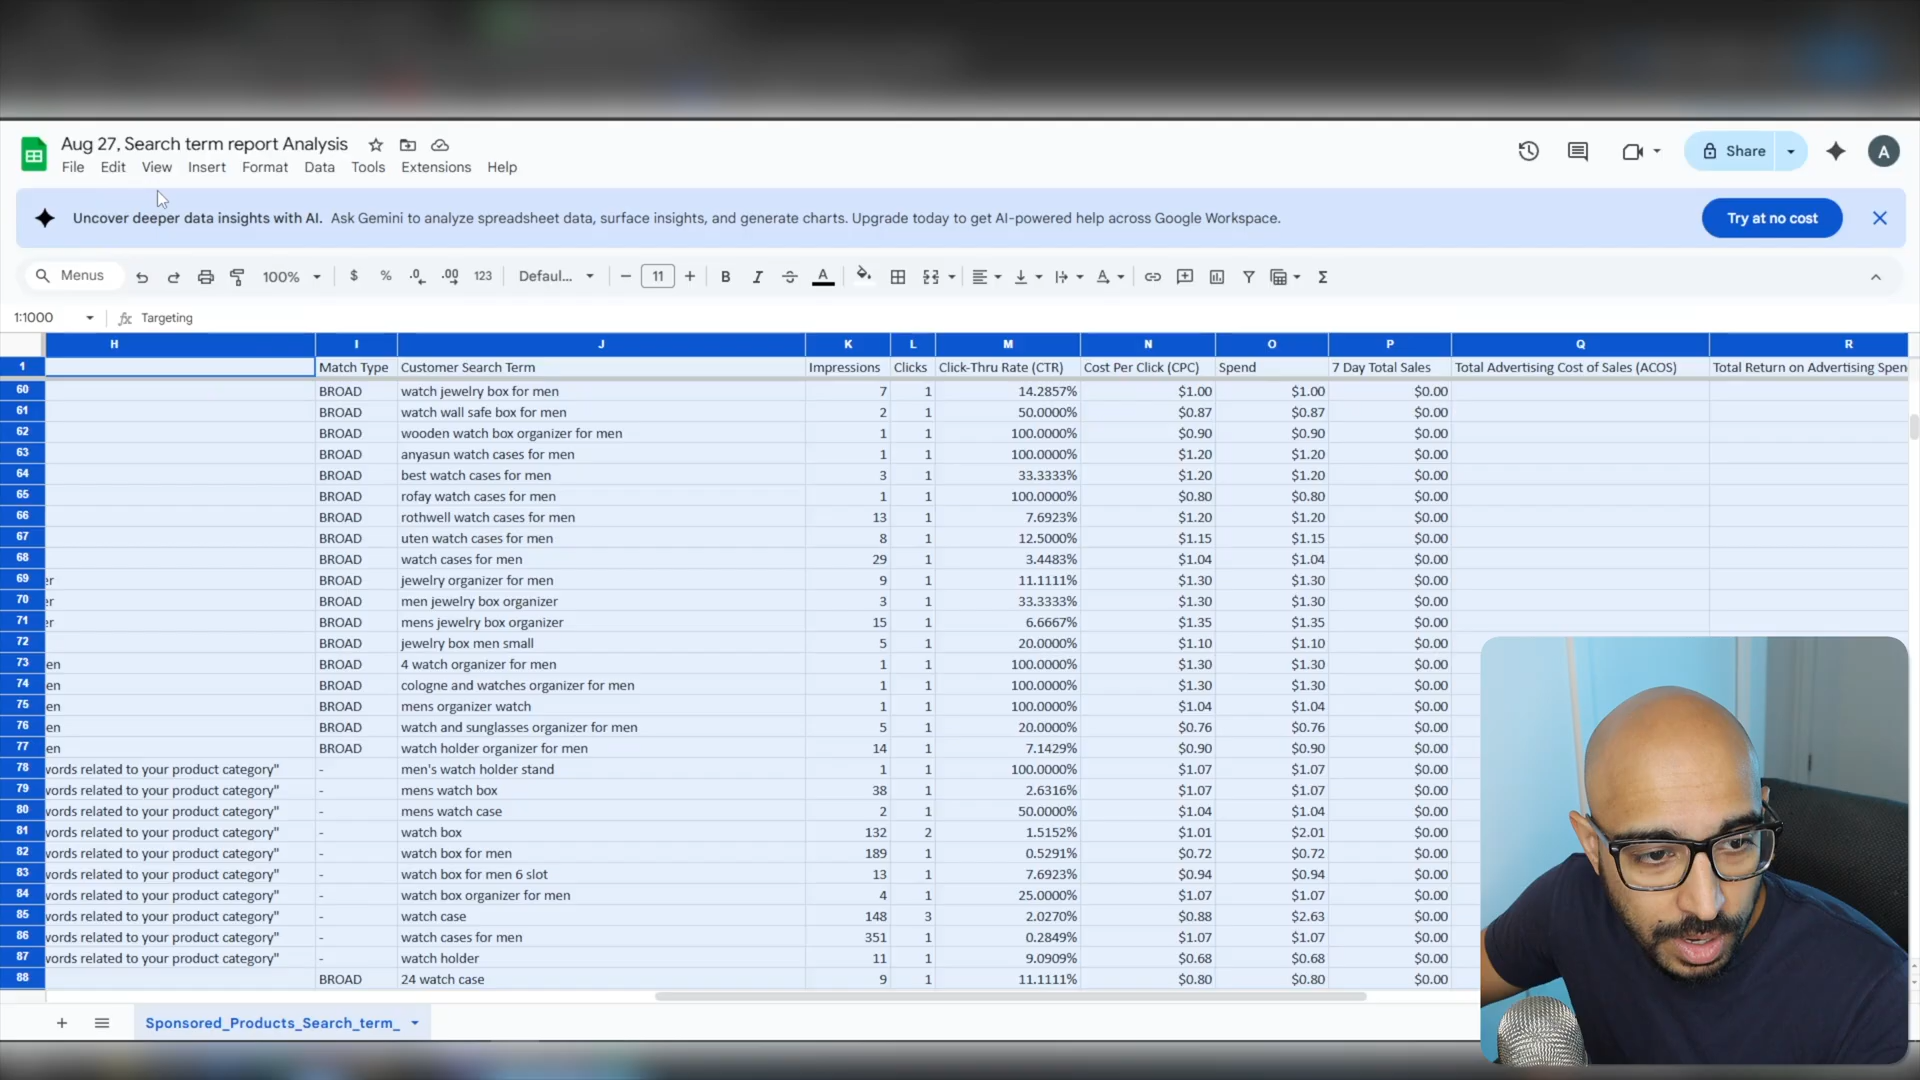 Aug 27, Search term report Analysis
File Edit View Insert Format Data Tools Extensions Help
Share
A
Uncover deeper data insights with AI. Ask Gemini to analyze spreadsheet data, surface insights, and generate charts. Upgrade today to get AI-powered help across Google Workspace.
Try at no cost
Menus 100% $ % .0 .00 123 Defaul... 11 B I A
1:1000 fx Targeting
H I J K L M N O P Q R
1 Match Type Customer Search Term Impressions Clicks Click-Thru Rate (CTR) Cost Per Click (CPC) Spend 7 Day Total Sales Total Advertising Cost of Sales (ACOS) Total Return on Advertising Spen
60 BROAD watch jewelry box for men 7 1 14.2857% $1.00 $1.00 $0.00
61 BROAD watch wall safe box for men 2 1 50.0000% $0.87 $0.87 $0.00
62 BROAD wooden watch box organizer for men 1 1 100.0000% $0.90 $0.90 $0.00
63 BROAD anyasun watch cases for men 1 1 100.0000% $1.20 $1.20 $0.00
64 BROAD best watch cases for men 3 1 33.3333% $1.20 $1.20 $0.00
65 BROAD rofay watch cases for men 1 1 100.0000% $0.80 $0.80 $0.00
66 BROAD rothwell watch cases for men 13 1 7.6923% $1.20 $1.20 $0.00
67 BROAD uten watch cases for men 8 1 12.5000% $1.15 $1.15 $0.00
68 BROAD watch cases for men 29 1 3.4483% $1.04 $1.04 $0.00
69 er BROAD jewelry organizer for men 9 1 11.1111% $1.30 $1.30 $0.00
70 er BROAD men jewelry box organizer 3 1 33.3333% $1.30 $1.30 $0.00
71 er BROAD mens jewelry box organizer 15 1 6.6667% $1.35 $1.35 $0.00
72 BROAD jewelry box men small 5 1 20.0000% $1.10 $1.10 $0.00
73 en BROAD 4 watch organizer for men 1 1 100.0000% $1.30 $1.30 $0.00
74 en BROAD cologne and watches organizer for men 1 1 100.0000% $1.30 $1.30 $0.00
75 en BROAD mens organizer watch 1 1 100.0000% $1.04 $1.04 $0.00
76 en BROAD watch and sunglasses organizer for men 5 1 20.0000% $0.76 $0.76 $0.00
77 en BROAD watch holder organizer for men 14 1 7.1429% $0.90 $0.90 $0.00
78 words related to your product category" - men's watch holder stand 1 1 100.0000% $1.07 $1.07 $0.00
79 words related to your product category" - mens watch box 38 1 2.6316% $1.07 $1.07 $0.00
80 words related to your product category" - mens watch case 2 1 50.0000% $1.04 $1.04 $0.00
81 words related to your product category" - watch box 132 2 1.5152% $1.01 $2.01 $0.00
82 words related to your product category" - watch box for men 189 1 0.5291% $0.72 $0.72 $0.00
83 words related to your product category" - watch box for men 6 slot 13 1 7.6923% $0.94 $0.94 $0.00
84 words related to your product category" - watch box organizer for men 4 1 25.0000% $1.07 $1.07 $0.00
85 words related to your product category" - watch case 148 3 2.0270% $0.88 $2.63 $0.00
86 words related to your product category" - watch cases for men 351 1 0.2849% $1.07 $1.07 $0.00
87 words related to your product category" - watch holder 11 1 9.0909% $0.68 $0.68 $0.00
88 BROAD 24 watch case 9 1 11.1111% $0.80 $0.80 $0.00
Sponsored_Products_Search_term_